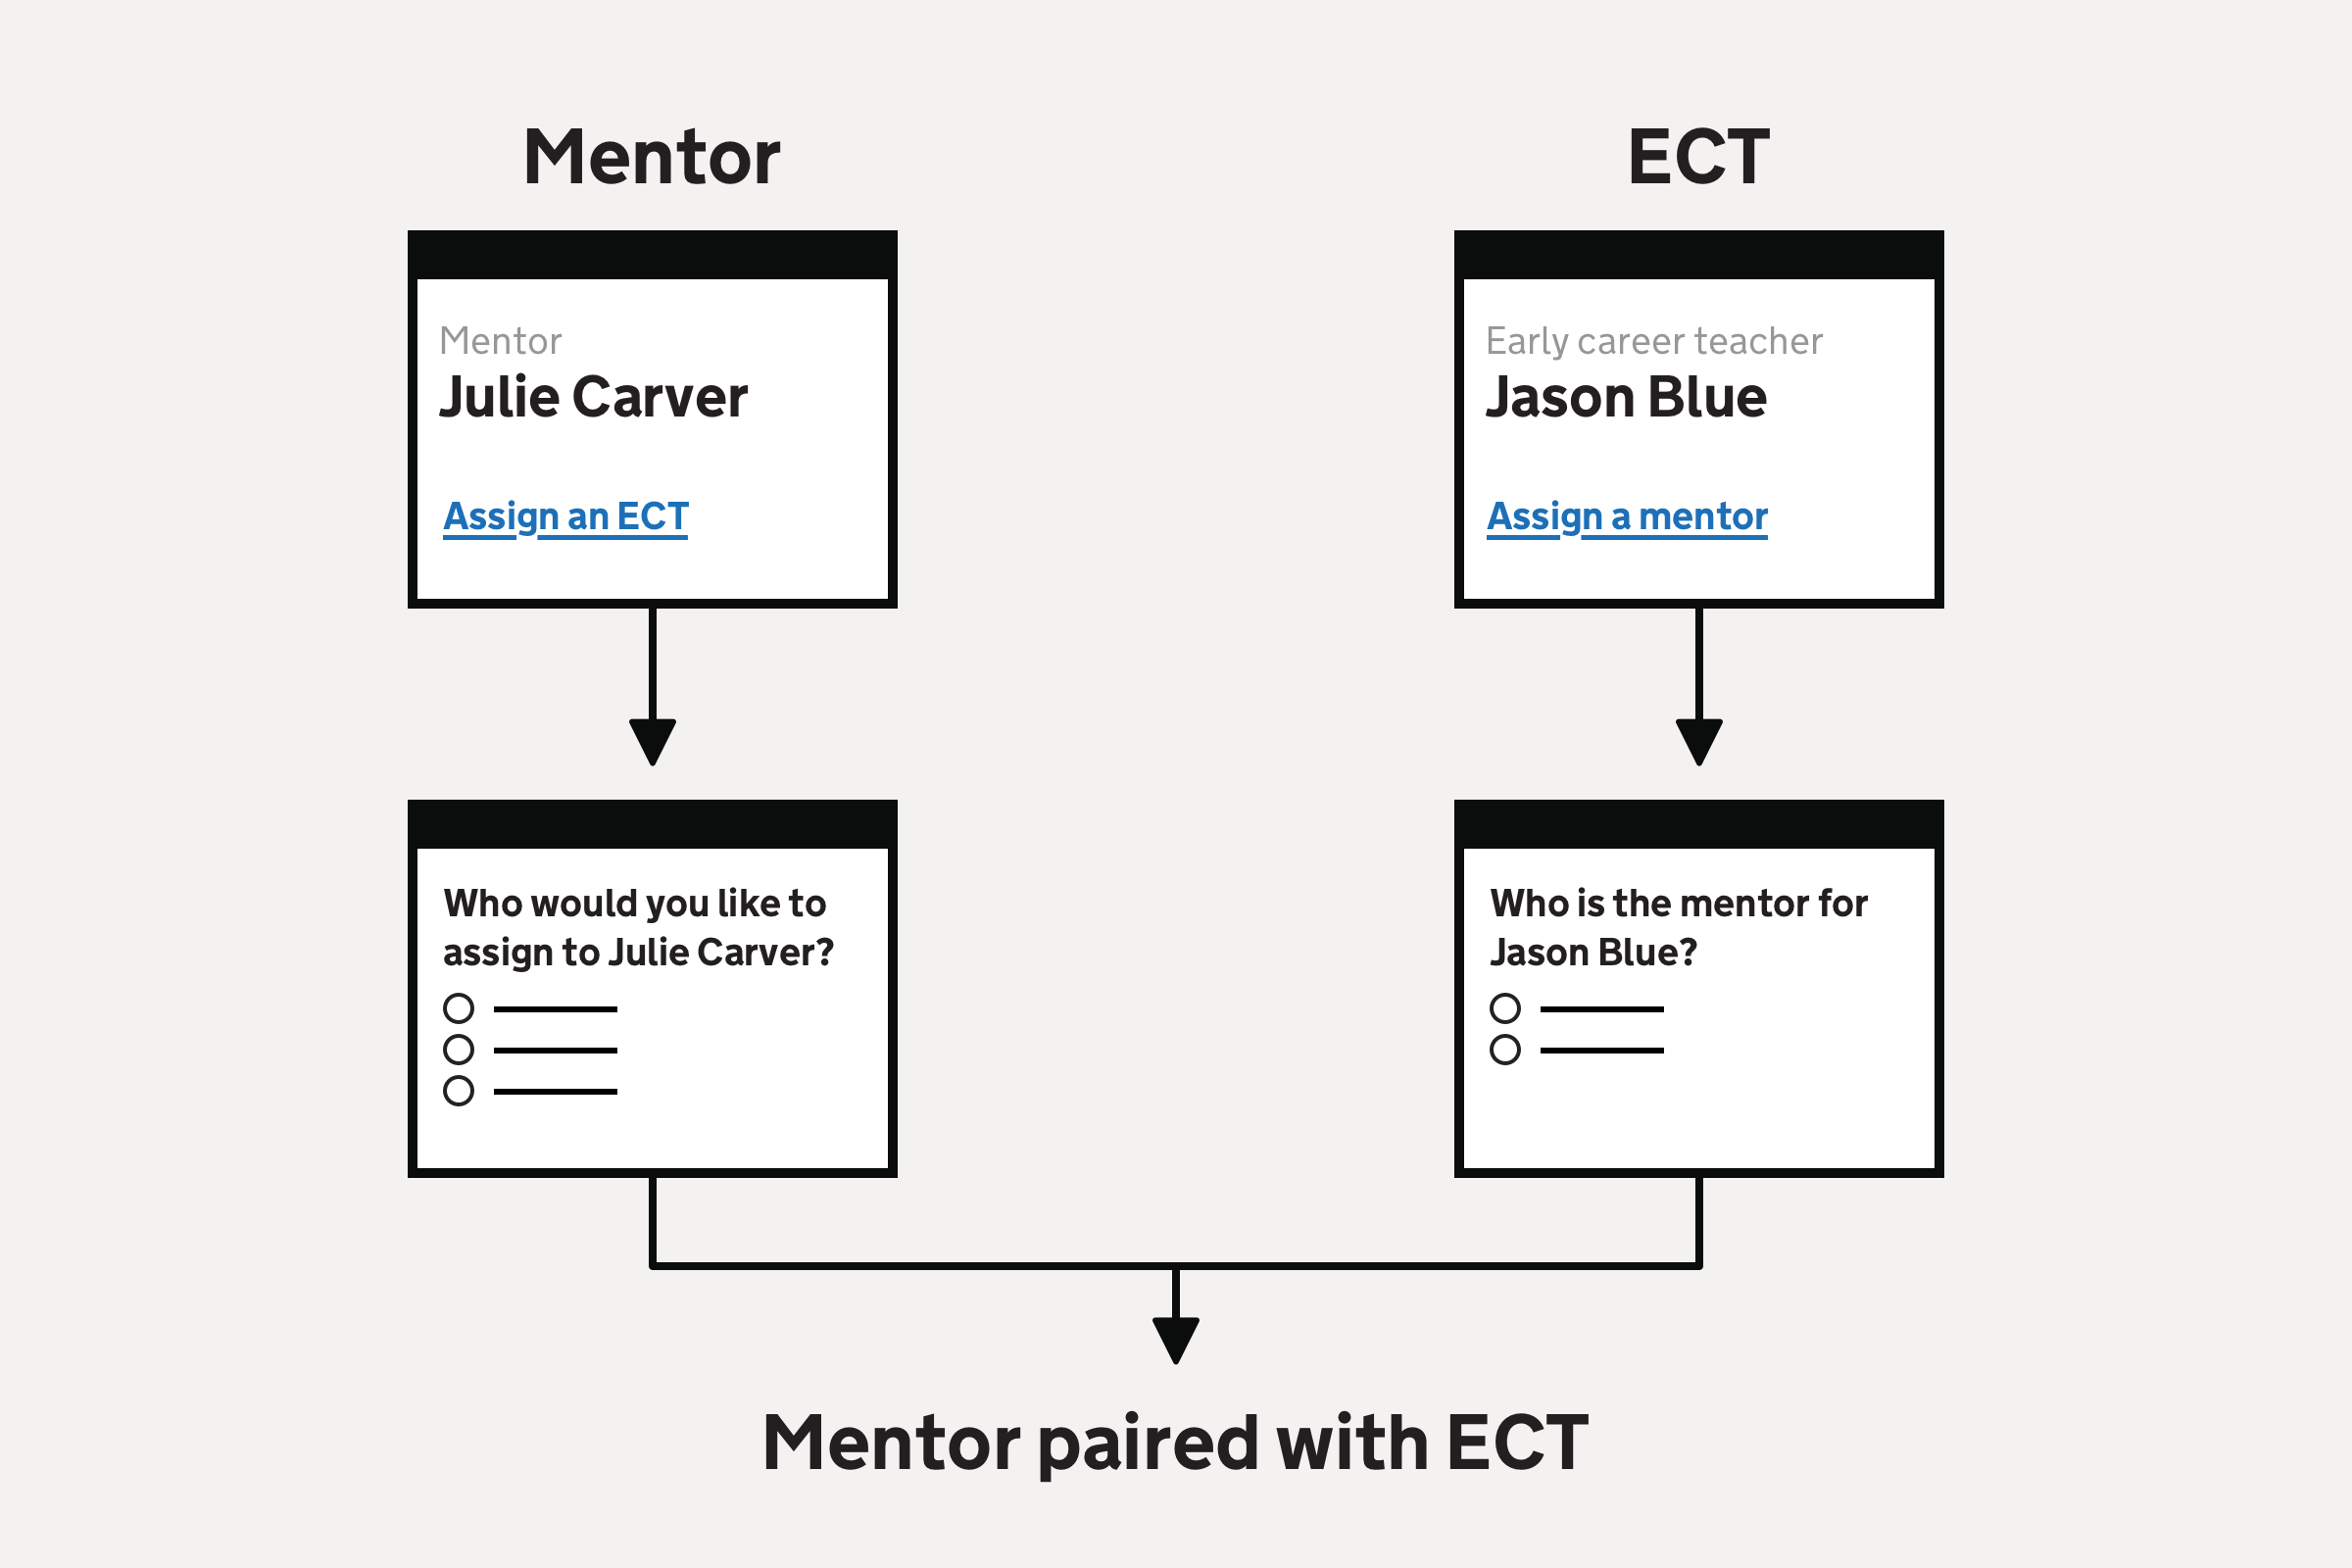 Mentor
Mentor
Julie Carver
Assign an ECT
Who would you like to
assign to Julie Carver?
ECT
Early career teacher
Jason Blue
Assign a mentor
Who is the mentor for
Jason Blue?
Mentor paired with ECT